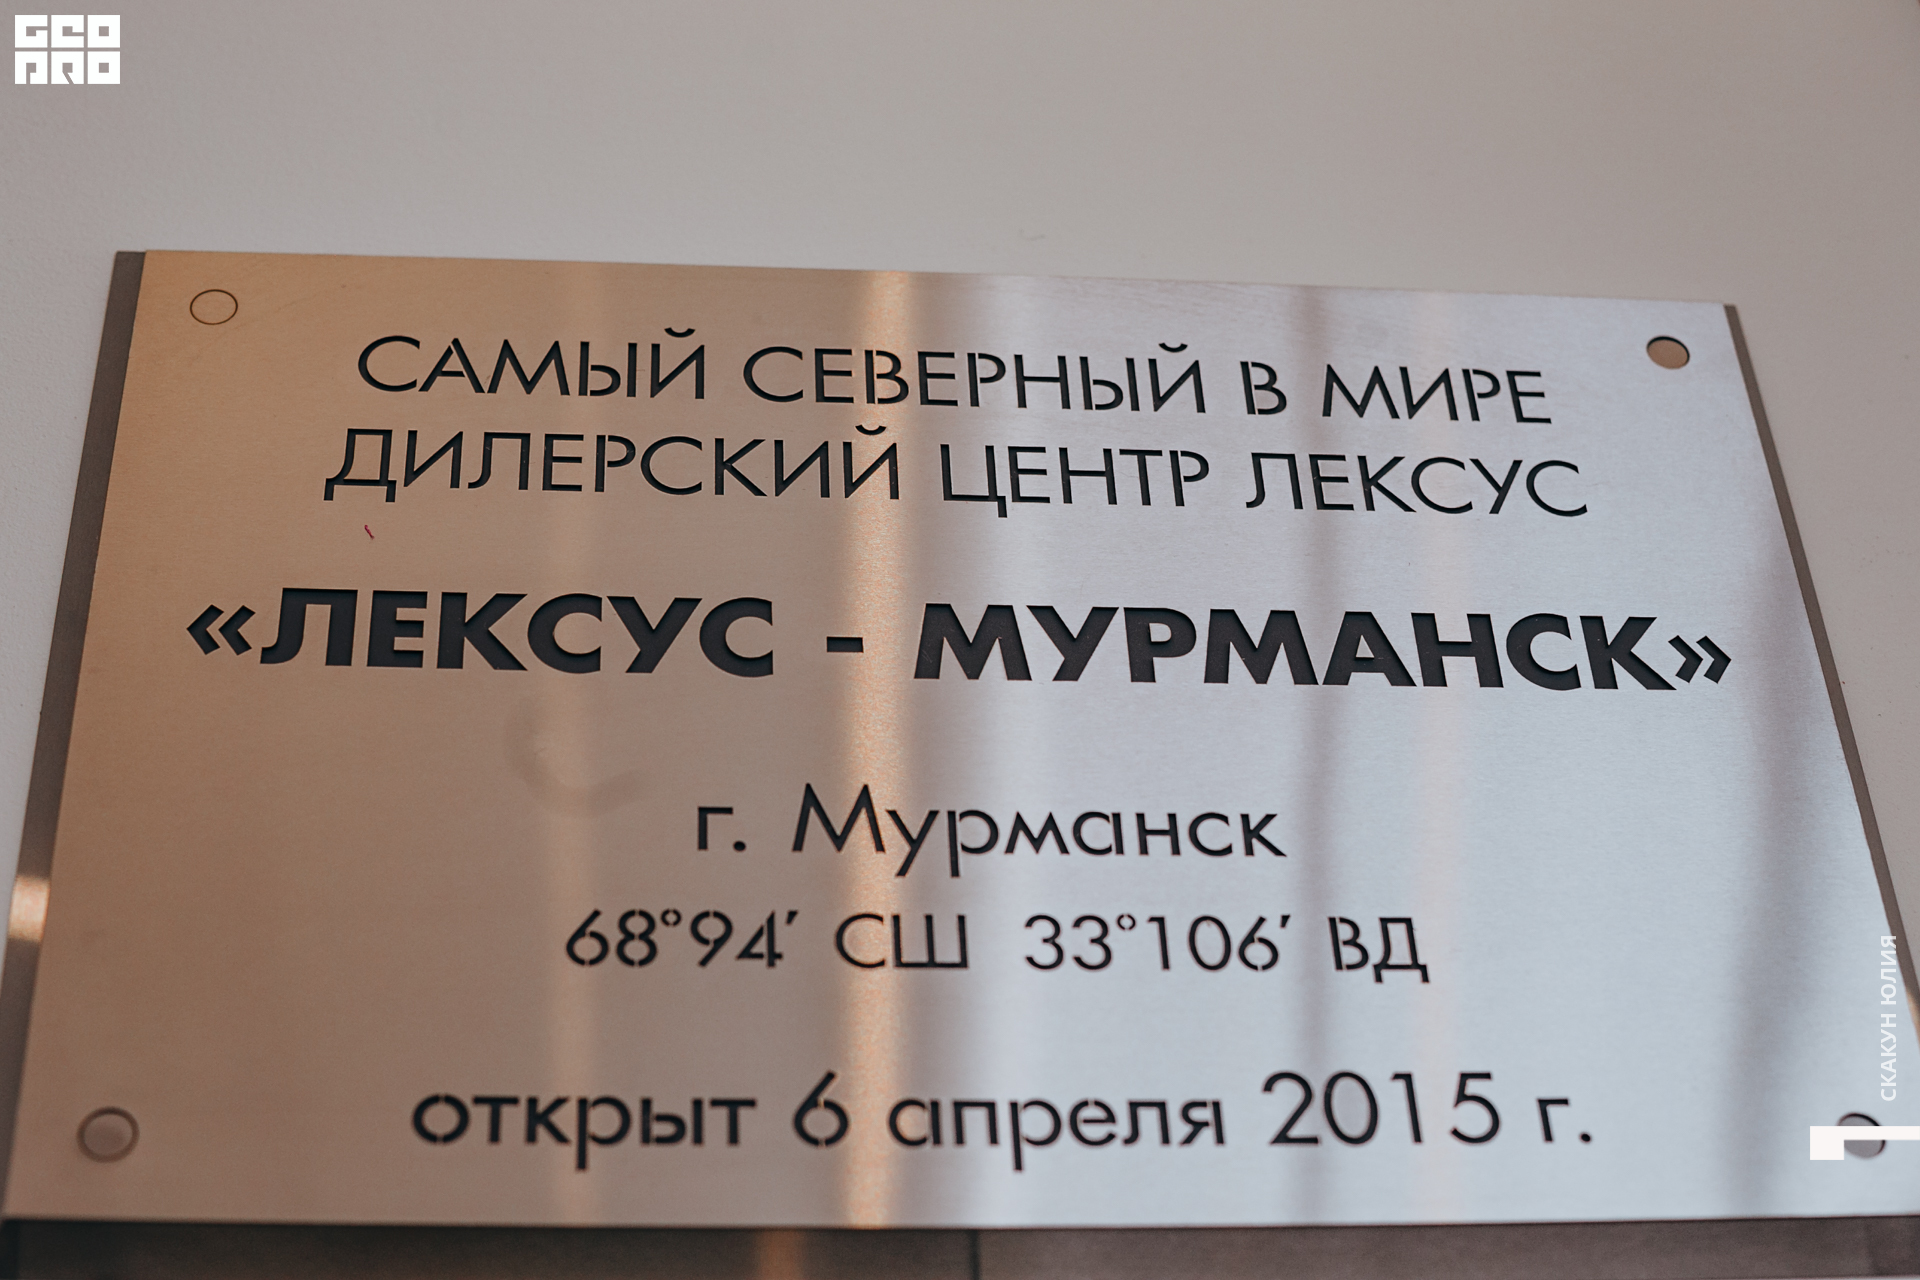 GEO
PRO
САМЫЙ СЕВЕРНЫЙ В МИРЕ
ДИЛЕРСКИЙ ЦЕНТР ЛЕКСУС
«ЛЕКСУС - МУРМАНСК»
г. Мурманск
68°94′ СШ 33°106′ ВД
открыт 6 апреля 2015 г.
СКАКУН ЮЛИЯ